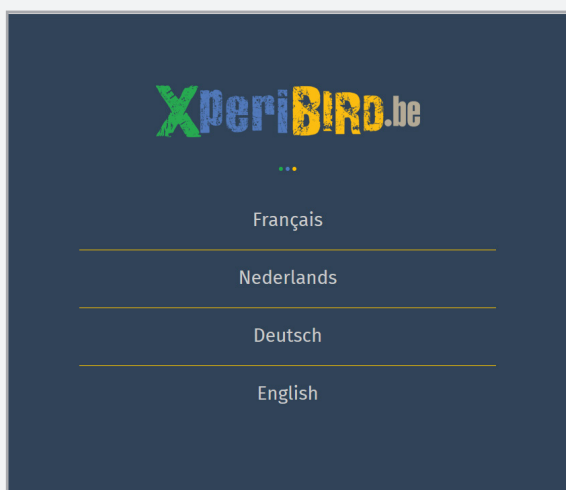 XperiBIRD.be
Français
Nederlands
Deutsch
English